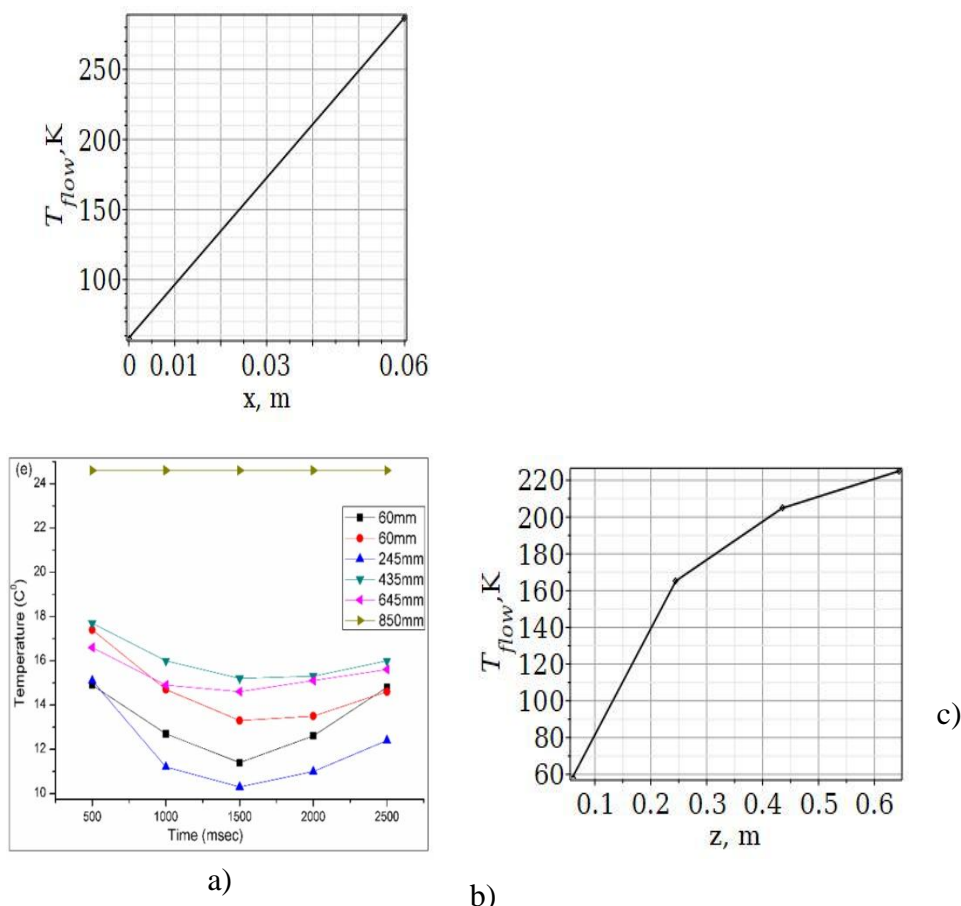 250
200
150
100
T_flow, K
0 0.01 0.03 0.06
x, m
(e)
24
22
20
18
16
14
12
10
Temperature (C⁰)
60mm
60mm
245mm
435mm
645mm
850mm
500 1000 1500 2000 2500
Time (msec)
a)
220
200
180
160
140
120
100
80
60
T_flow, K
0.1 0.2 0.3 0.4 0.5 0.6
z, m
b)
c)